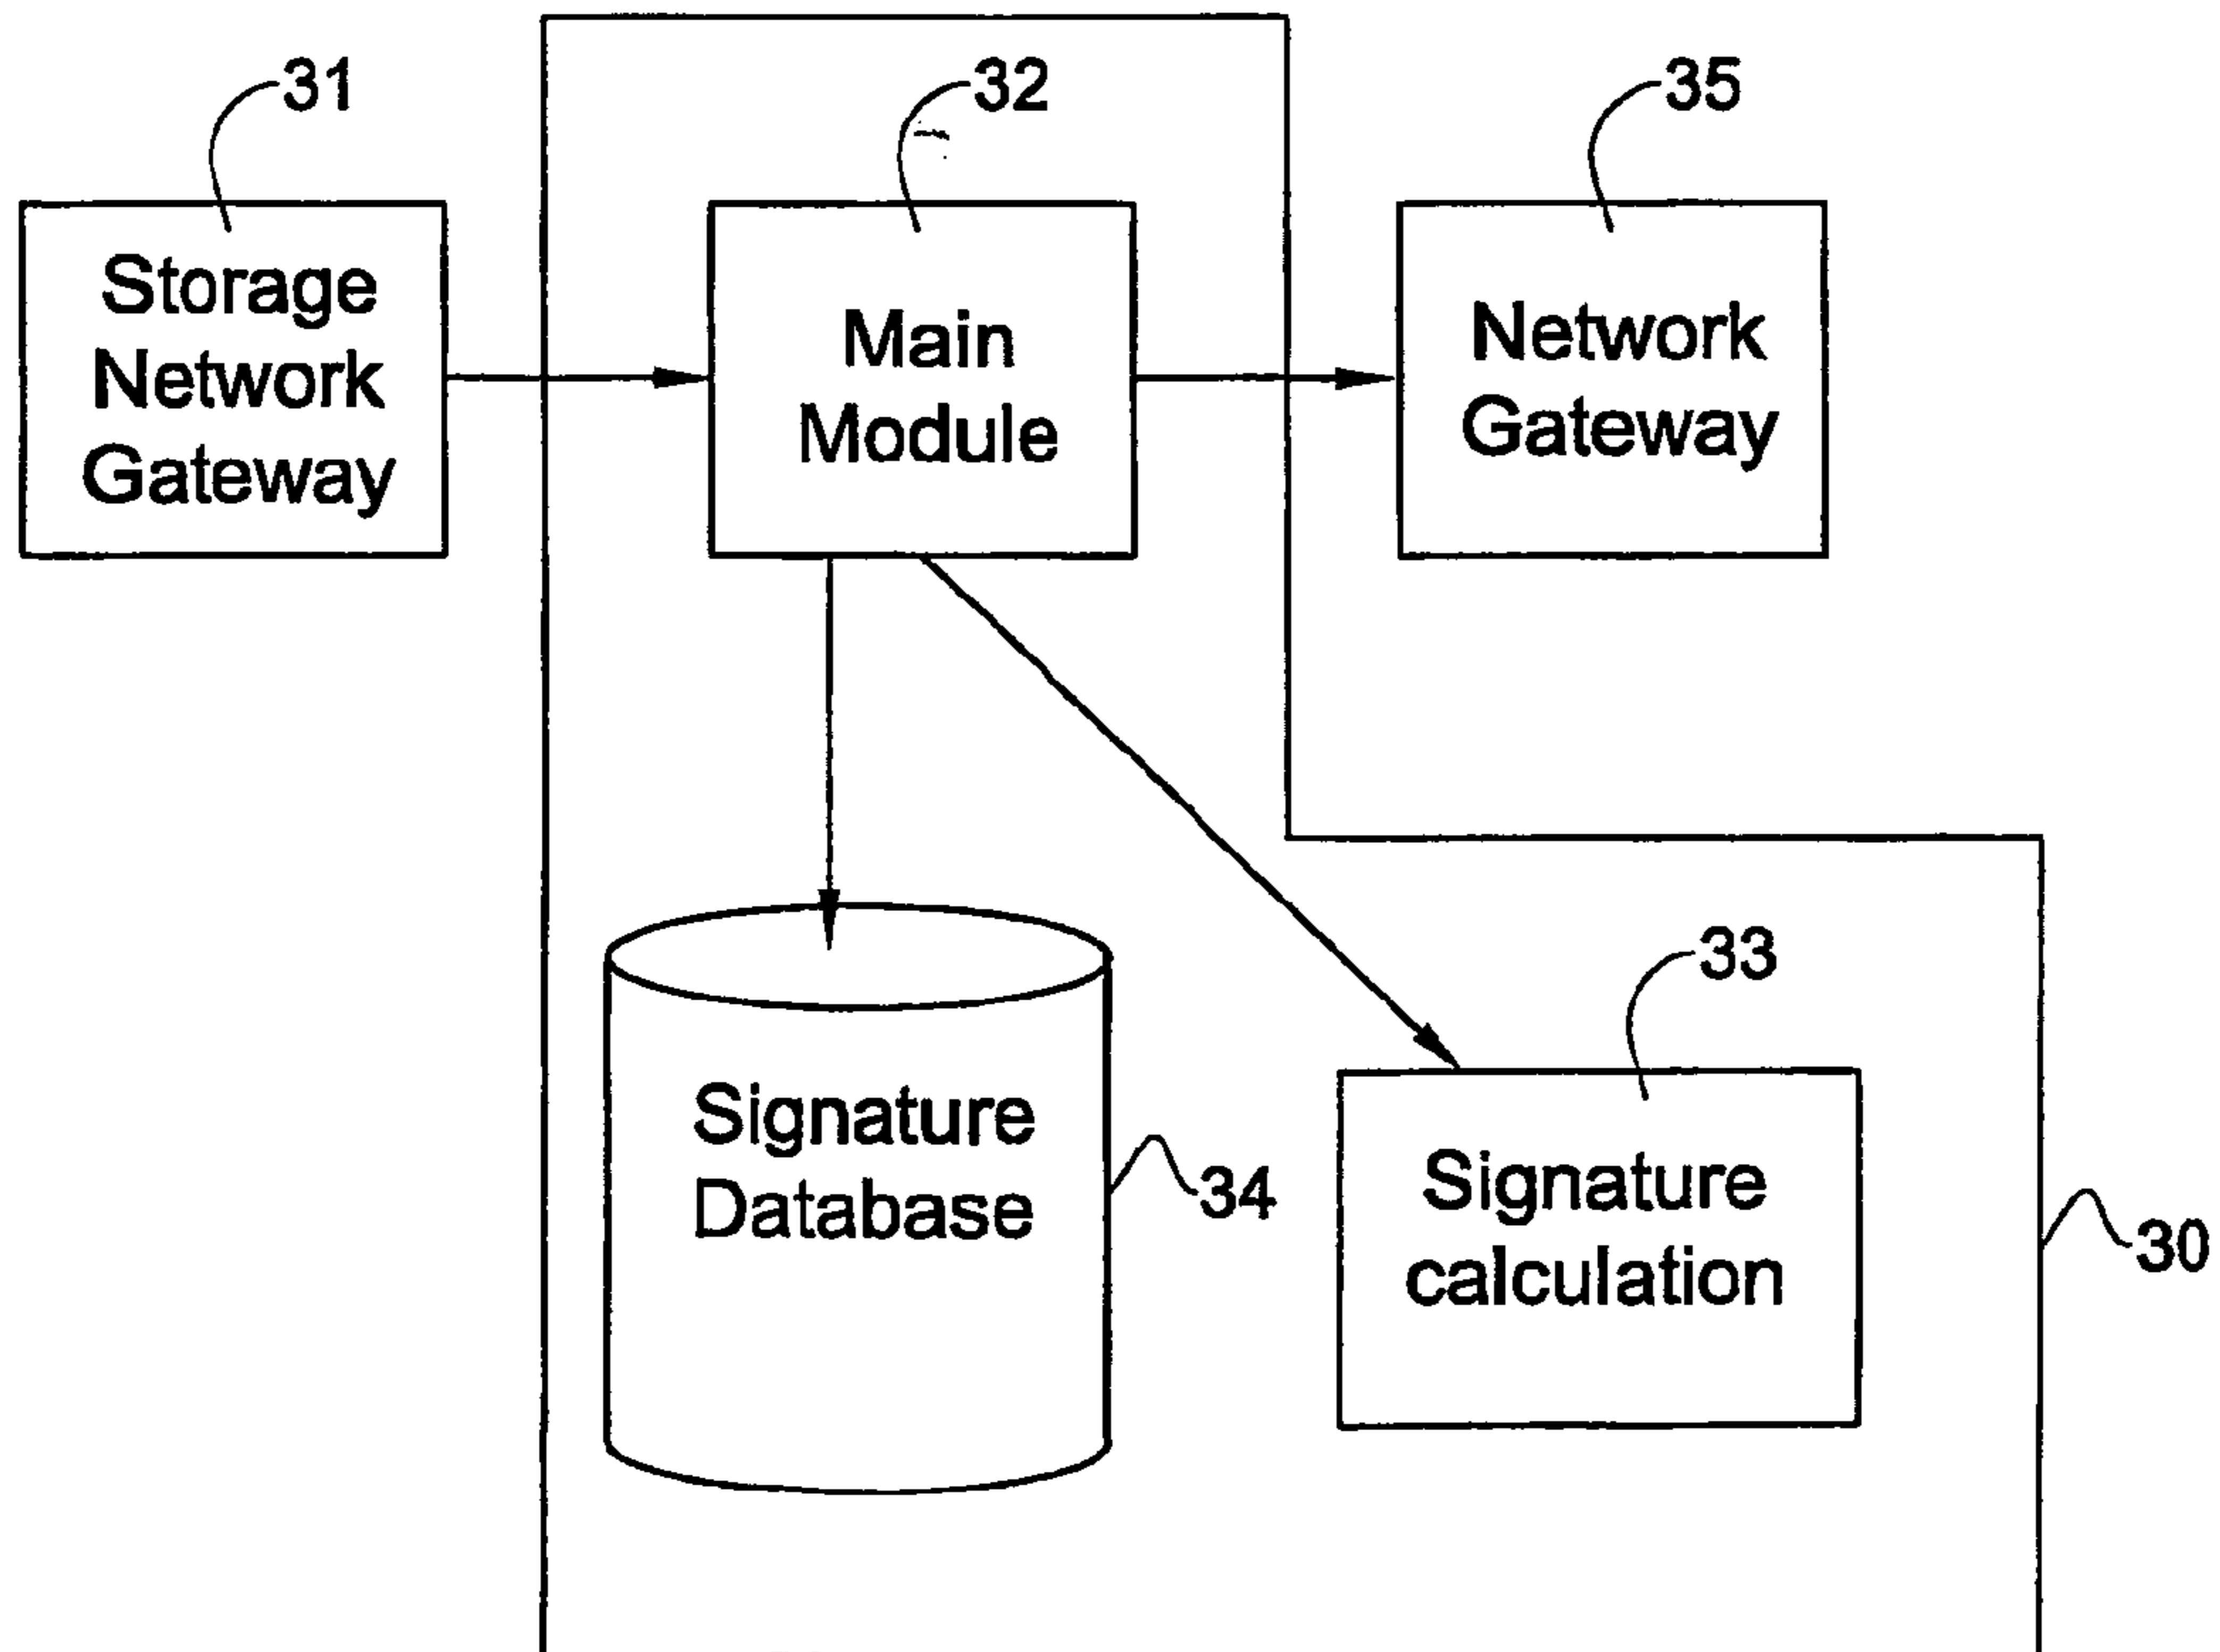 31
32
35
Storage
Network
Gateway
Main
Module
Network
Gateway
33
Signature
Database
34
Signature
calculation
30